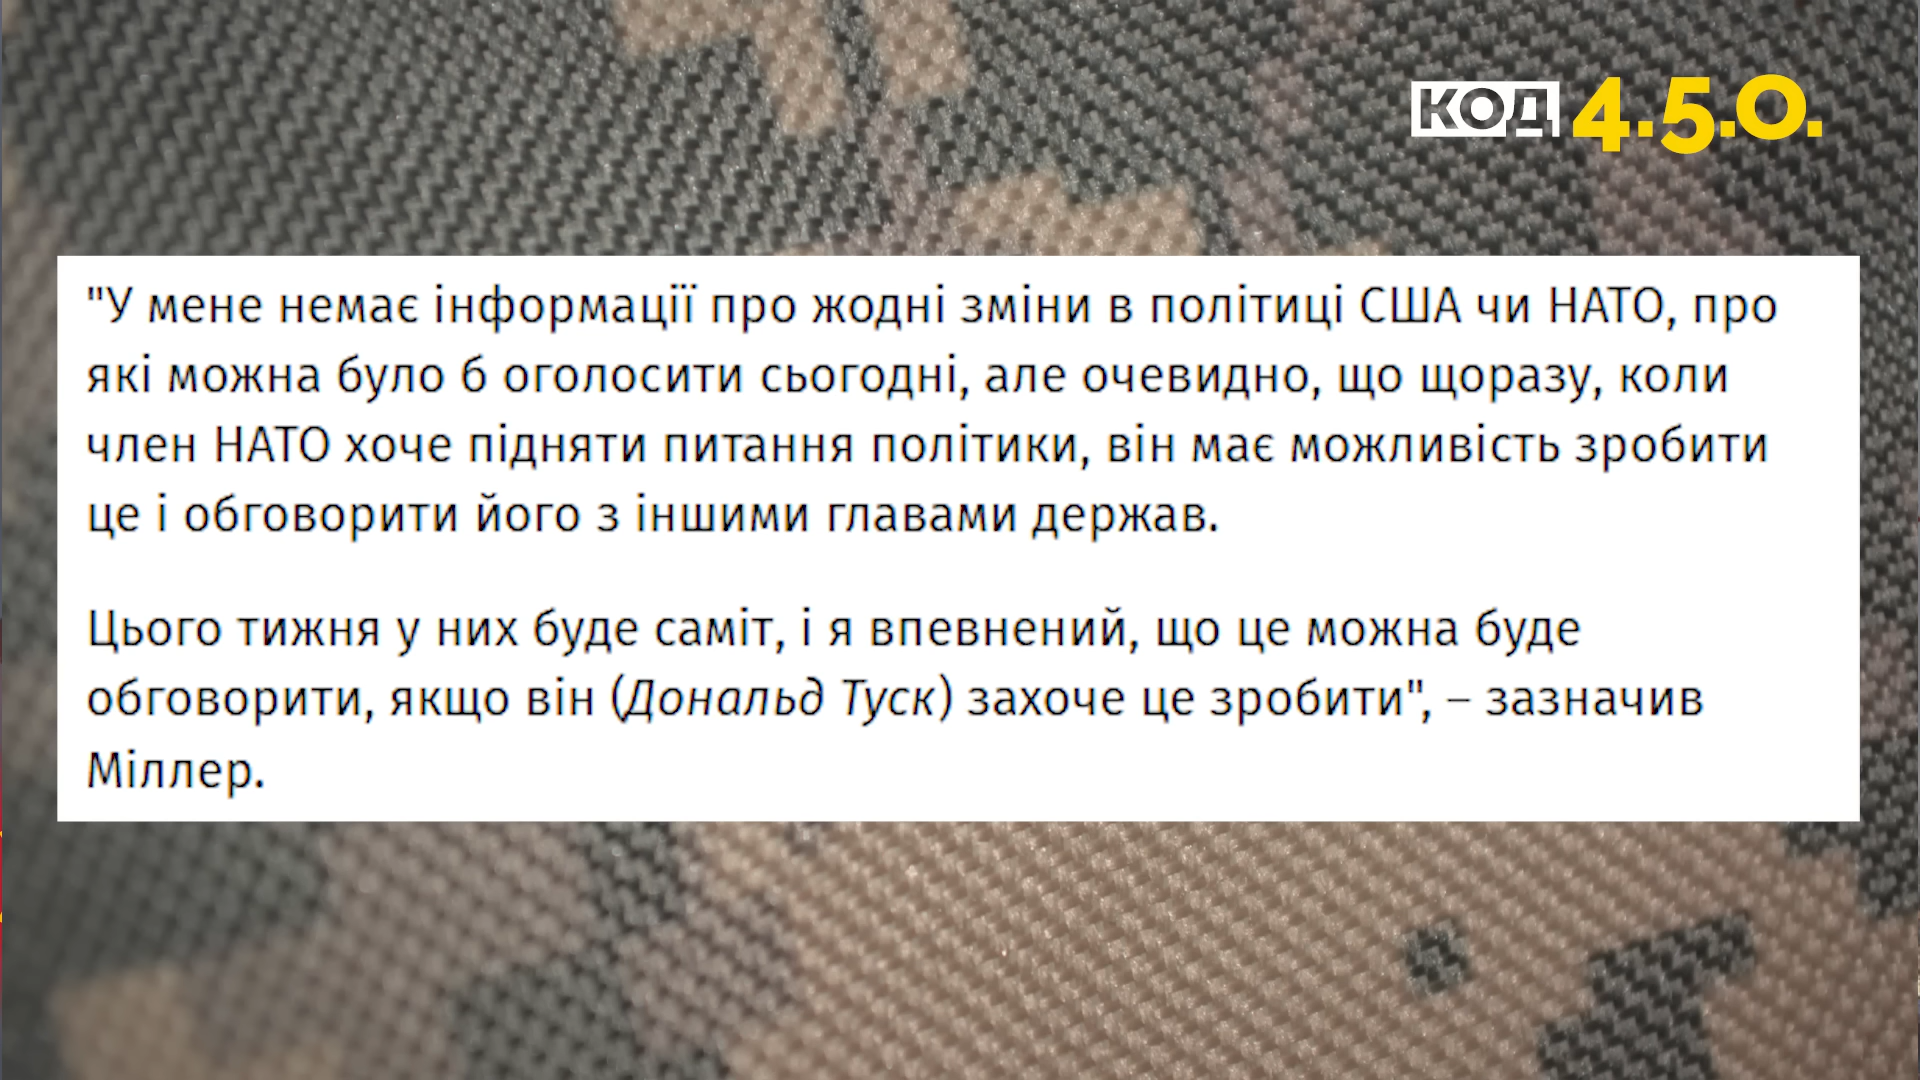 КОД 4.5.0.
"У мене немає інформації про жодні зміни в політиці США чи НАТО, про
які можна було б оголосити сьогодні, але очевидно, що щоразу, коли
член НАТО хоче підняти питання політики, він має можливість зробити
це і обговорити його з іншими главами держав.
Цього тижня у них буде саміт, і я впевнений, що це можна буде
обговорити, якщо він (Дональд Туск) захоче це зробити", – зазначив
Міллер.